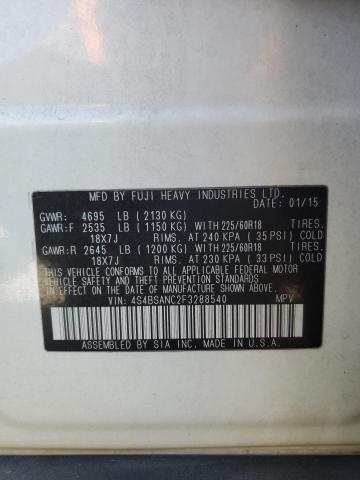 MFD BY FUJI HEAVY INDUSTRIES LTD.
DATE: 01/15
GVWR: 4695 LB (2130 KG)
GAWR:F 2535 LB (1150 KG) WITH 225/60R18 TIRES.
18X7J RIMS. AT 240 KPA (35 PSI) COLD
GAWR:R 2645 LB (1200 KG) WITH 225/60R18 TIRES.
18X7J RIMS. AT 230 KPA (33 PSI) COLD
THIS VEHICLE CONFORMS TO ALL APPLICABLE FEDERAL MOTOR
VEHICLE SAFETY STANDARDS IN EFFECT ON THE DATE OF
MANUFACTURE SHOWN ABOVE.
VIN: 4S4BSANC2F3288540 MPV
ASSEMBLED BY SIA INC. MADE IN U.S.A.